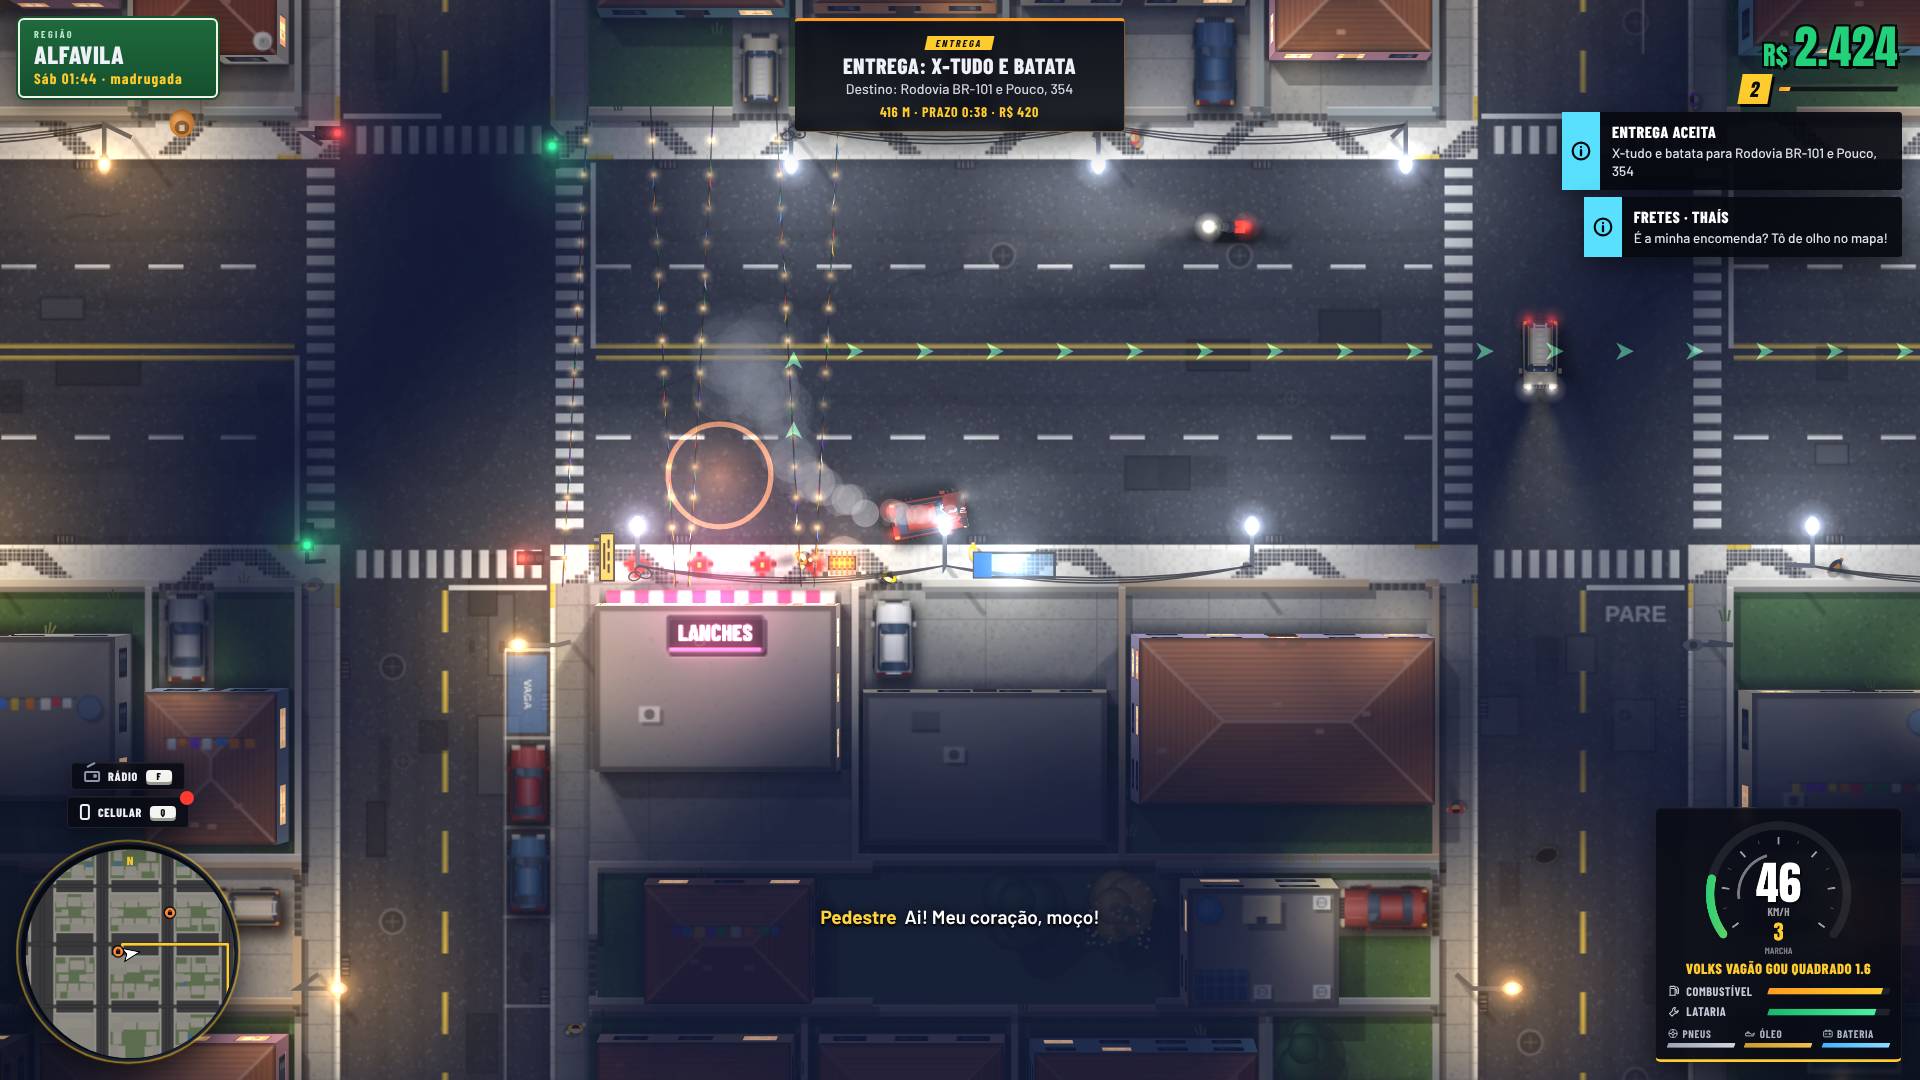 REGIÃO
ALFAVILA
Sáb 01:44 · madrugada
ENTREGA
ENTREGA: X-TUDO E BATATA
Destino: Rodovia BR-101 e Pouco, 354
416 M · PRAZO 0:38 · R$ 420
R$ 2.424
2
ENTREGA ACEITA
X-tudo e batata para Rodovia BR-101 e Pouco,
354
FRETES · THAÍS
É a minha encomenda? Tô de olho no mapa!
LANCHES
PARE
VAGA
RÁDIO F
CELULAR Q
N
Pedestre Ai! Meu coração, moço!
46
KM/H
3
MARCHA
VOLKS VAGÃO GOU QUADRADO 1.6
COMBUSTÍVEL
LATARIA
PNEUS ÓLEO BATERIA